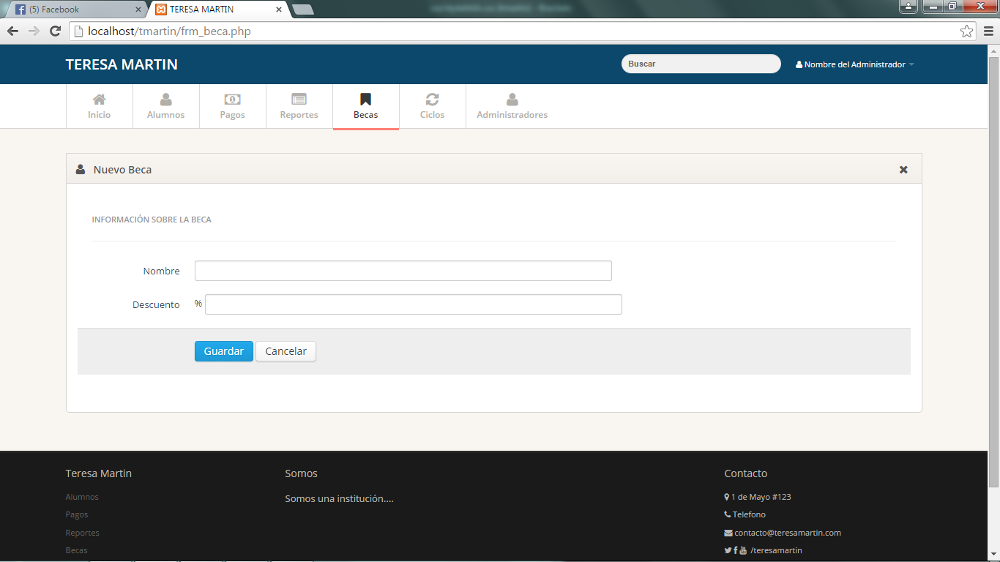 (5) Facebook
TERESA MARTIN
localhost/tmartin/frm_beca.php
TERESA MARTIN
Buscar
Nombre del Administrador
Inicio
Alumnos
Pagos
Reportes
Becas
Ciclos
Administradores
Nuevo Beca
INFORMACIÓN SOBRE LA BECA
Nombre
Descuento %
Guardar Cancelar
Teresa Martin
Alumnos
Pagos
Reportes
Becas
Somos
Somos una institución....
Contacto
1 de Mayo #123
Telefono
contacto@teresamartin.com
/teresamartin